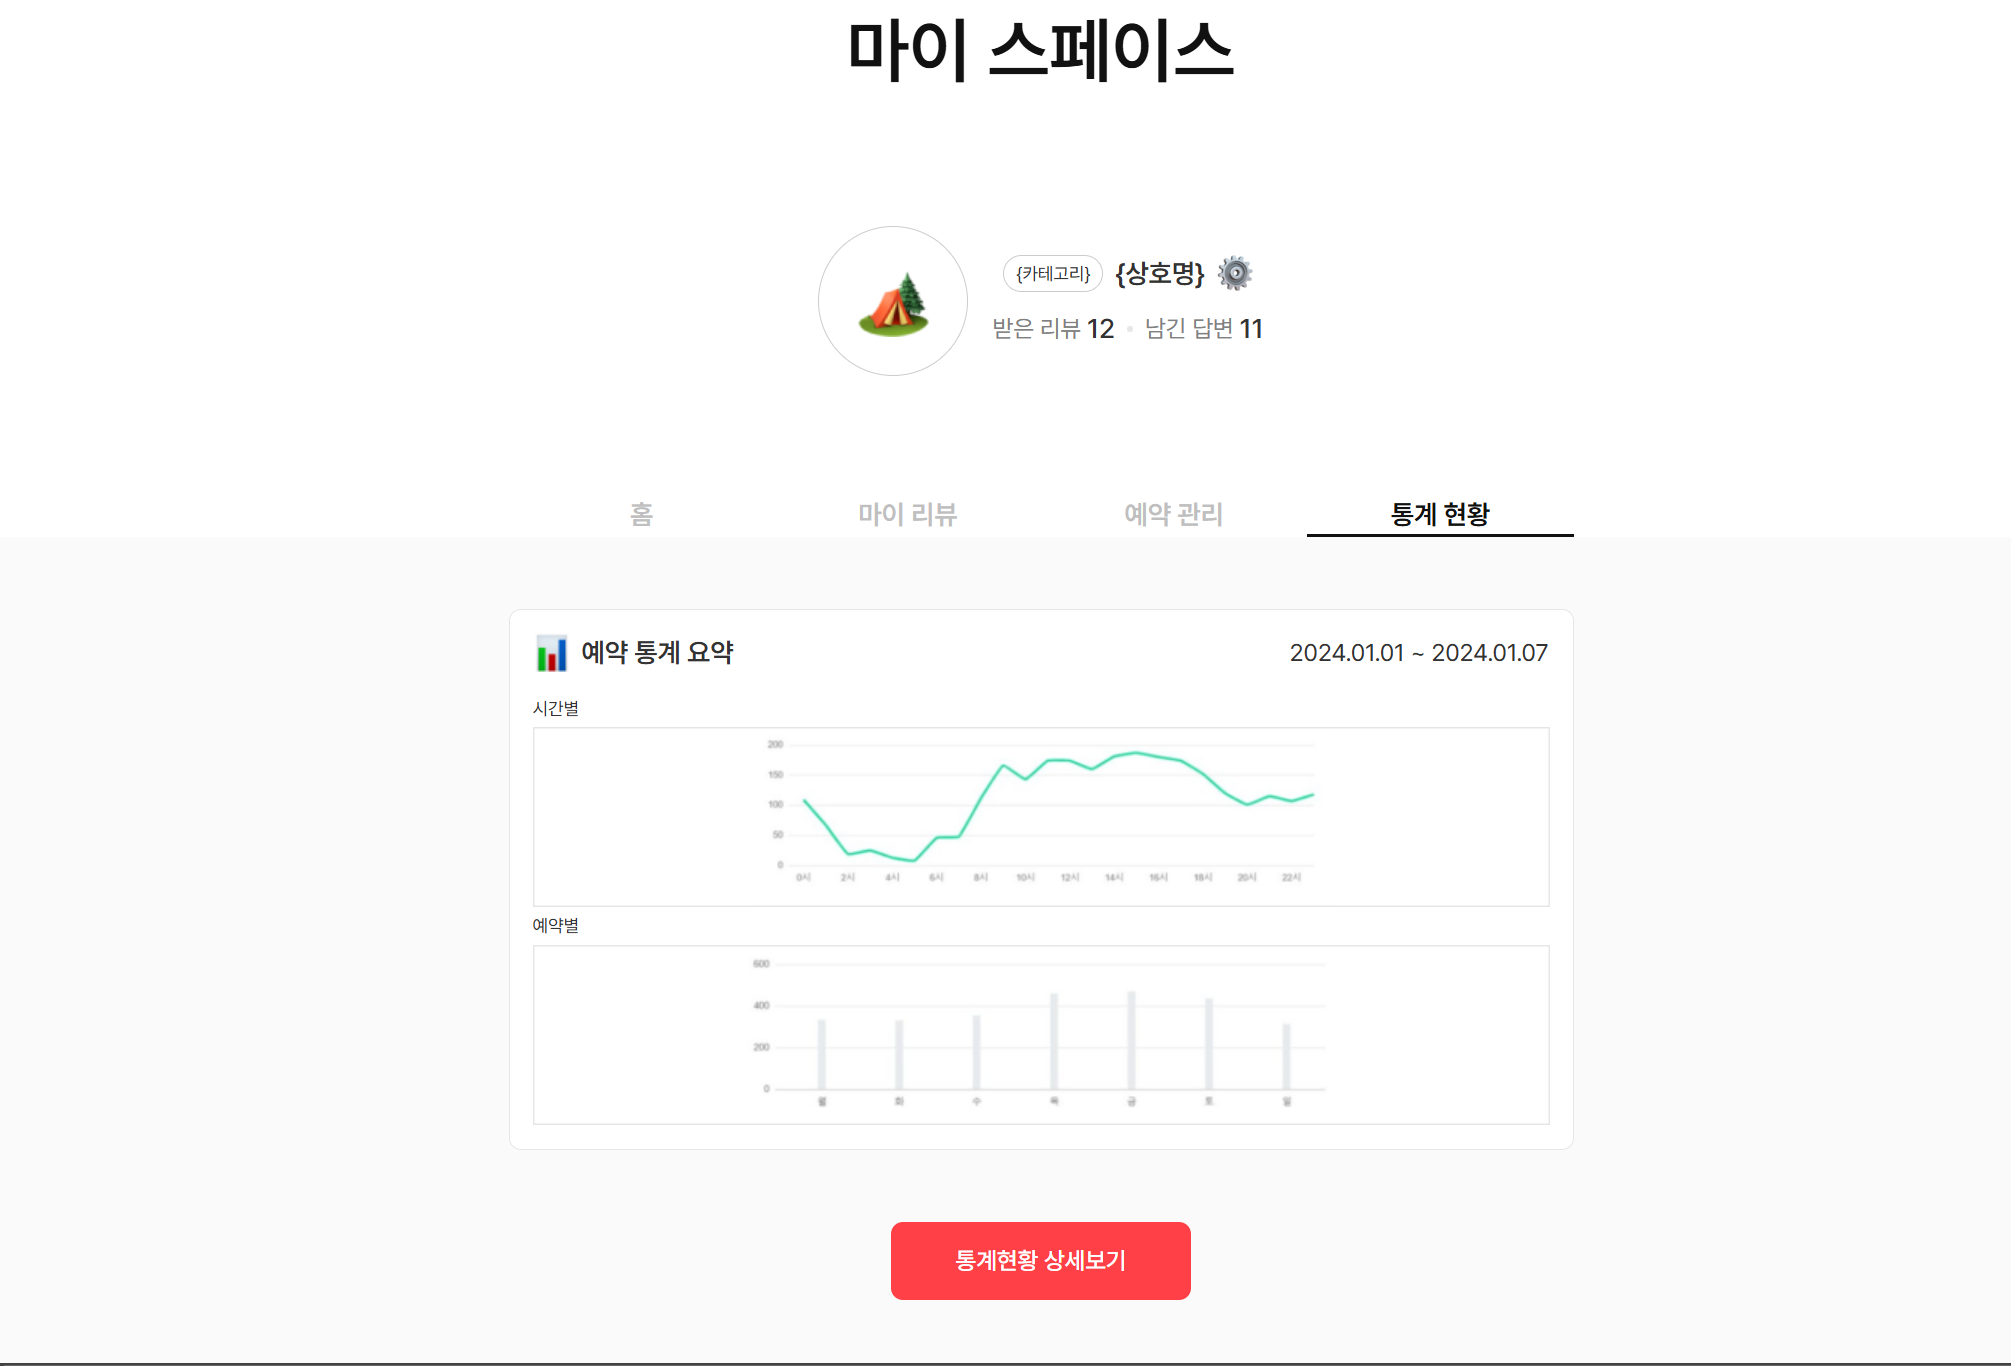 마이 스페이스
{카테고리} {상호명}
받은 리뷰 12 • 남긴 답변 11
홈 마이 리뷰 예약 관리 통계 현황
예약 통계 요약 2024.01.01 ~ 2024.01.07
시간별
200
150
100
50
0
0시 2시 4시 6시 8시 10시 12시 14시 16시 18시 20시 22시
예약별
600
400
200
0
월 화 수 목 금 토 일
통계현황 상세보기